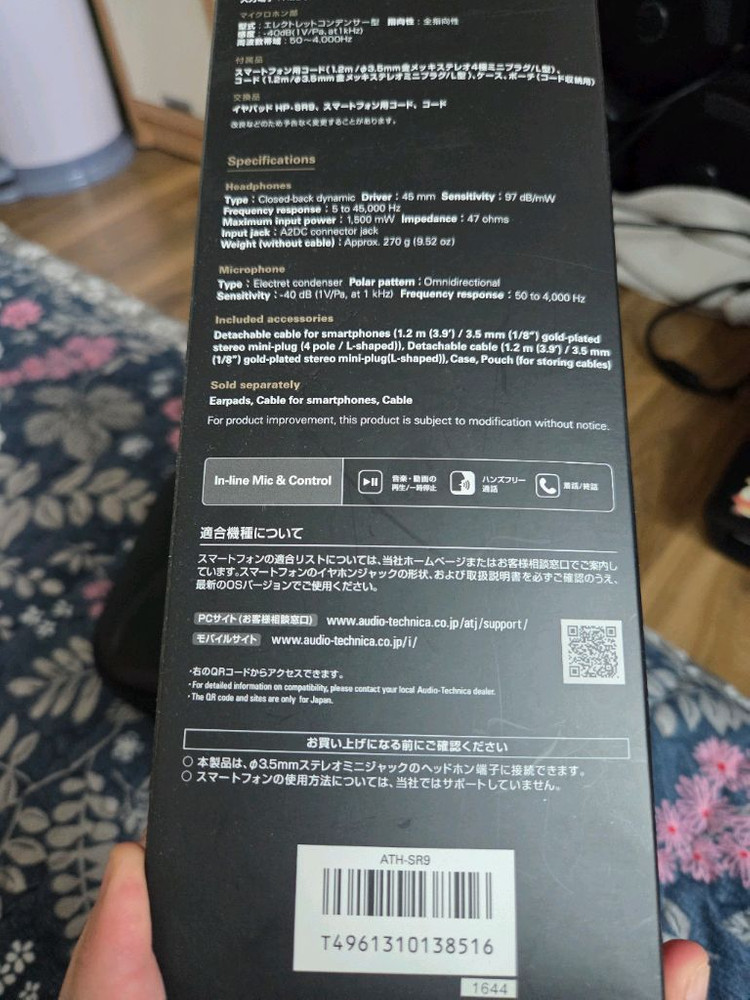 マイクロホン部
型式：エレクトレットコンデンサー型 指向性：全指向性
感度：-40dB(1V/Pa, at1kHz)
周波数帯域：50～4,000Hz
付属品
スマートフォン用コード(1.2m/φ3.5mm金メッキステレオ4極ミニプラグ/L型)、
コード(1.2m/φ3.5mm金メッキステレオミニプラグ/L型)、ケース、ポーチ(コード収納用)
交換品
イヤパッド HP-SR9、スマートフォン用コード、コード
改良などのため予告なく変更することがあります。
Specifications
Headphones
Type : Closed-back dynamic Driver : 45 mm Sensitivity : 97 dB/mW
Frequency response : 5 to 45,000 Hz
Maximum input power : 1,500 mW Impedance : 47 ohms
Input jack : A2DC connector jack
Weight (without cable) : Approx. 270 g (9.52 oz)
Microphone
Type : Electret condenser Polar pattern : Omnidirectional
Sensitivity : -40 dB (1V/Pa, at 1 kHz) Frequency response : 50 to 4,000 Hz
Included accessories
Detachable cable for smartphones (1.2 m (3.9') / 3.5 mm (1/8") gold-plated
stereo mini-plug (4 pole / L-shaped)), Detachable cable (1.2 m (3.9') / 3.5 mm
(1/8") gold-plated stereo mini-plug(L-shaped)), Case, Pouch (for storing cables)
Sold separately
Earpads, Cable for smartphones, Cable
For product improvement, this product is subject to modification without notice.
In-line Mic & Control 音楽・動画の ハンズフリー 着話/終話
再生/一時停止 通話
適合機種について
スマートフォンの適合リストについては、当社ホームページまたはお客様相談窓口でご案内し
ています。スマートフォンのイヤホンジャックの形状、および取扱説明書を必ずご確認のうえ、
最新のOSバージョンでご使用ください。
PCサイト(お客様相談窓口) www.audio-technica.co.jp/atj/support/
モバイルサイト www.audio-technica.co.jp/i/
・右のQRコードからアクセスできます。
・For detailed information on compatibility, please contact your local Audio-Technica dealer.
・The QR code and sites are only for Japan.
お買い上げになる前にご確認ください
○ 本製品は、φ3.5mmステレオミニジャックのヘッドホン端子に接続できます。
○ スマートフォンの使用方法については、当社ではサポートしていません。
ATH-SR9
T4961310138516
1644